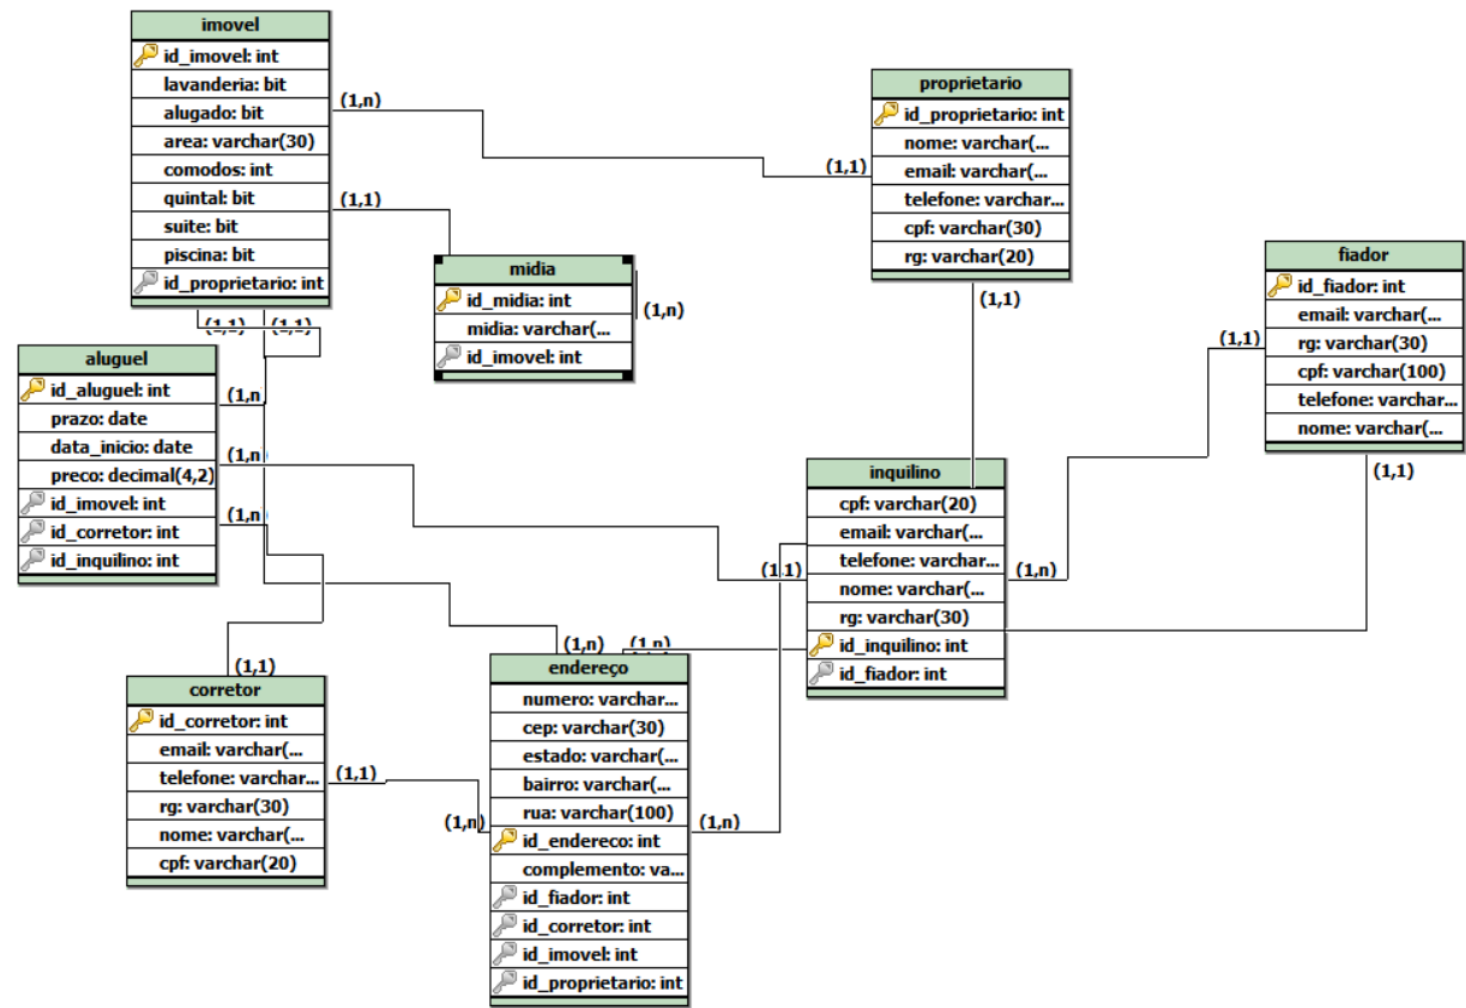 imovel
id_imovel: int
lavanderia: bit
alugado: bit
area: varchar(30)
comodos: int
quintal: bit
suite: bit
piscina: bit
id_proprietario: int
(1,n)
(1,1)
(1,1)
(1,1)
proprietario
id_proprietario: int
nome: varchar(...
email: varchar(...
telefone: varchar...
cpf: varchar(30)
rg: varchar(20)
(1,1)
(1,1)
midia
id_midia: int
midia: varchar(...
id_imovel: int
(1,n)
fiador
id_fiador: int
email: varchar(...
rg: varchar(30)
cpf: varchar(100)
telefone: varchar...
nome: varchar(...
(1,1)
(1,1)
aluguel
id_aluguel: int
prazo: date
data_inicio: date
preco: decimal(4,2)
id_imovel: int
id_corretor: int
id_inquilino: int
(1,n)
(1,n)
(1,n)
inquilino
cpf: varchar(20)
email: varchar(...
telefone: varchar...
nome: varchar(...
rg: varchar(30)
id_inquilino: int
id_fiador: int
(1,1)
(1,n)
corretor
id_corretor: int
email: varchar(...
telefone: varchar...
rg: varchar(30)
nome: varchar(...
cpf: varchar(20)
(1,1)
(1,1)
endereço
numero: varchar...
cep: varchar(30)
estado: varchar(...
bairro: varchar(...
rua: varchar(100)
id_endereco: int
complemento: va...
id_fiador: int
id_corretor: int
id_imovel: int
id_proprietario: int
(1,n)
(1,n)
(1,n)
(1,n)